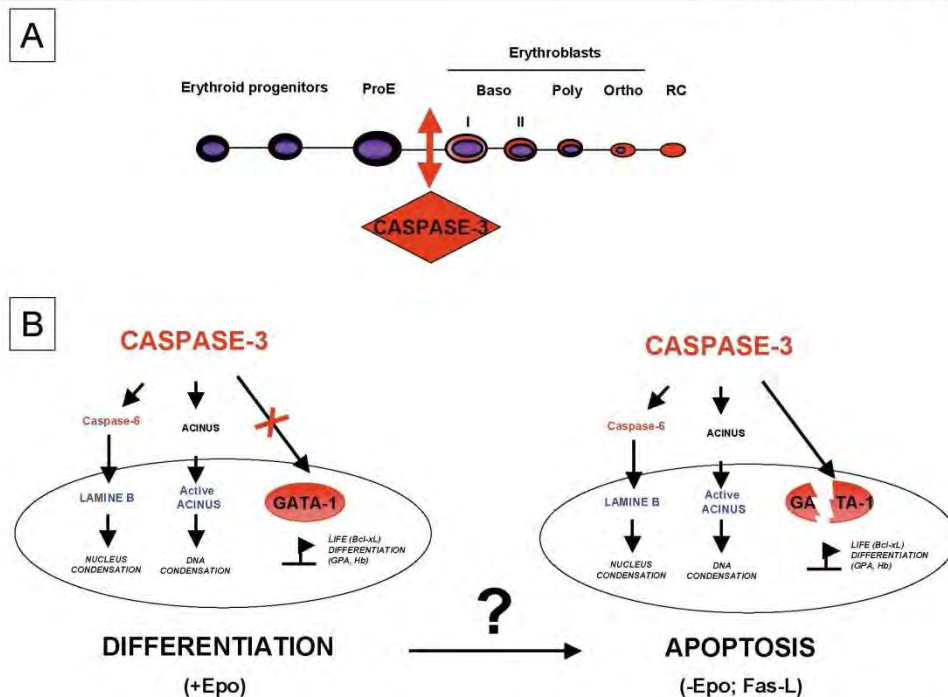 A
Erythroblasts
Erythroid progenitors ProE Baso Poly Ortho RC
I II
CASPASE-3
B
CASPASE-3
Caspase-6
ACINUS
LAMINE B
Active
ACINUS
GATA-1
NUCLEUS
CONDENSATION
DNA
CONDENSATION
LIFE (Bcl-xL)
DIFFERENTIATION
(GPA, Hb)
DIFFERENTIATION
(+Epo)
?
CASPASE-3
Caspase-6
ACINUS
LAMINE B
Active
ACINUS
GA TA-1
NUCLEUS
CONDENSATION
DNA
CONDENSATION
LIFE (Bcl-xL)
DIFFERENTIATION
(GPA, Hb)
APOPTOSIS
(-Epo; Fas-L)